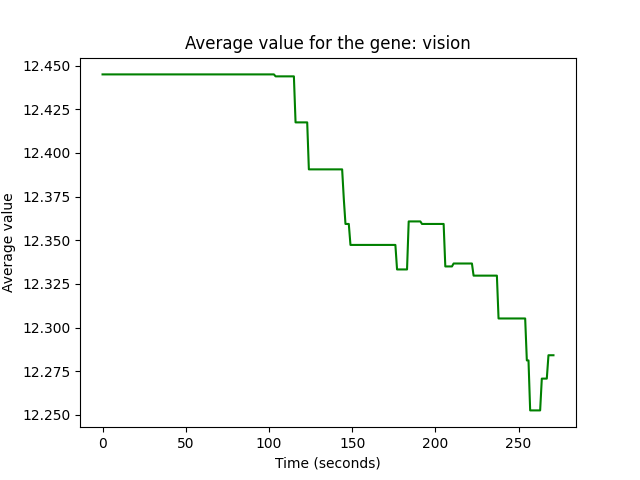 Average value for the gene: vision
12.450
12.425
12.400
12.375
12.350
12.325
12.300
12.275
12.250
Average value
0 50 100 150 200 250
Time (seconds)